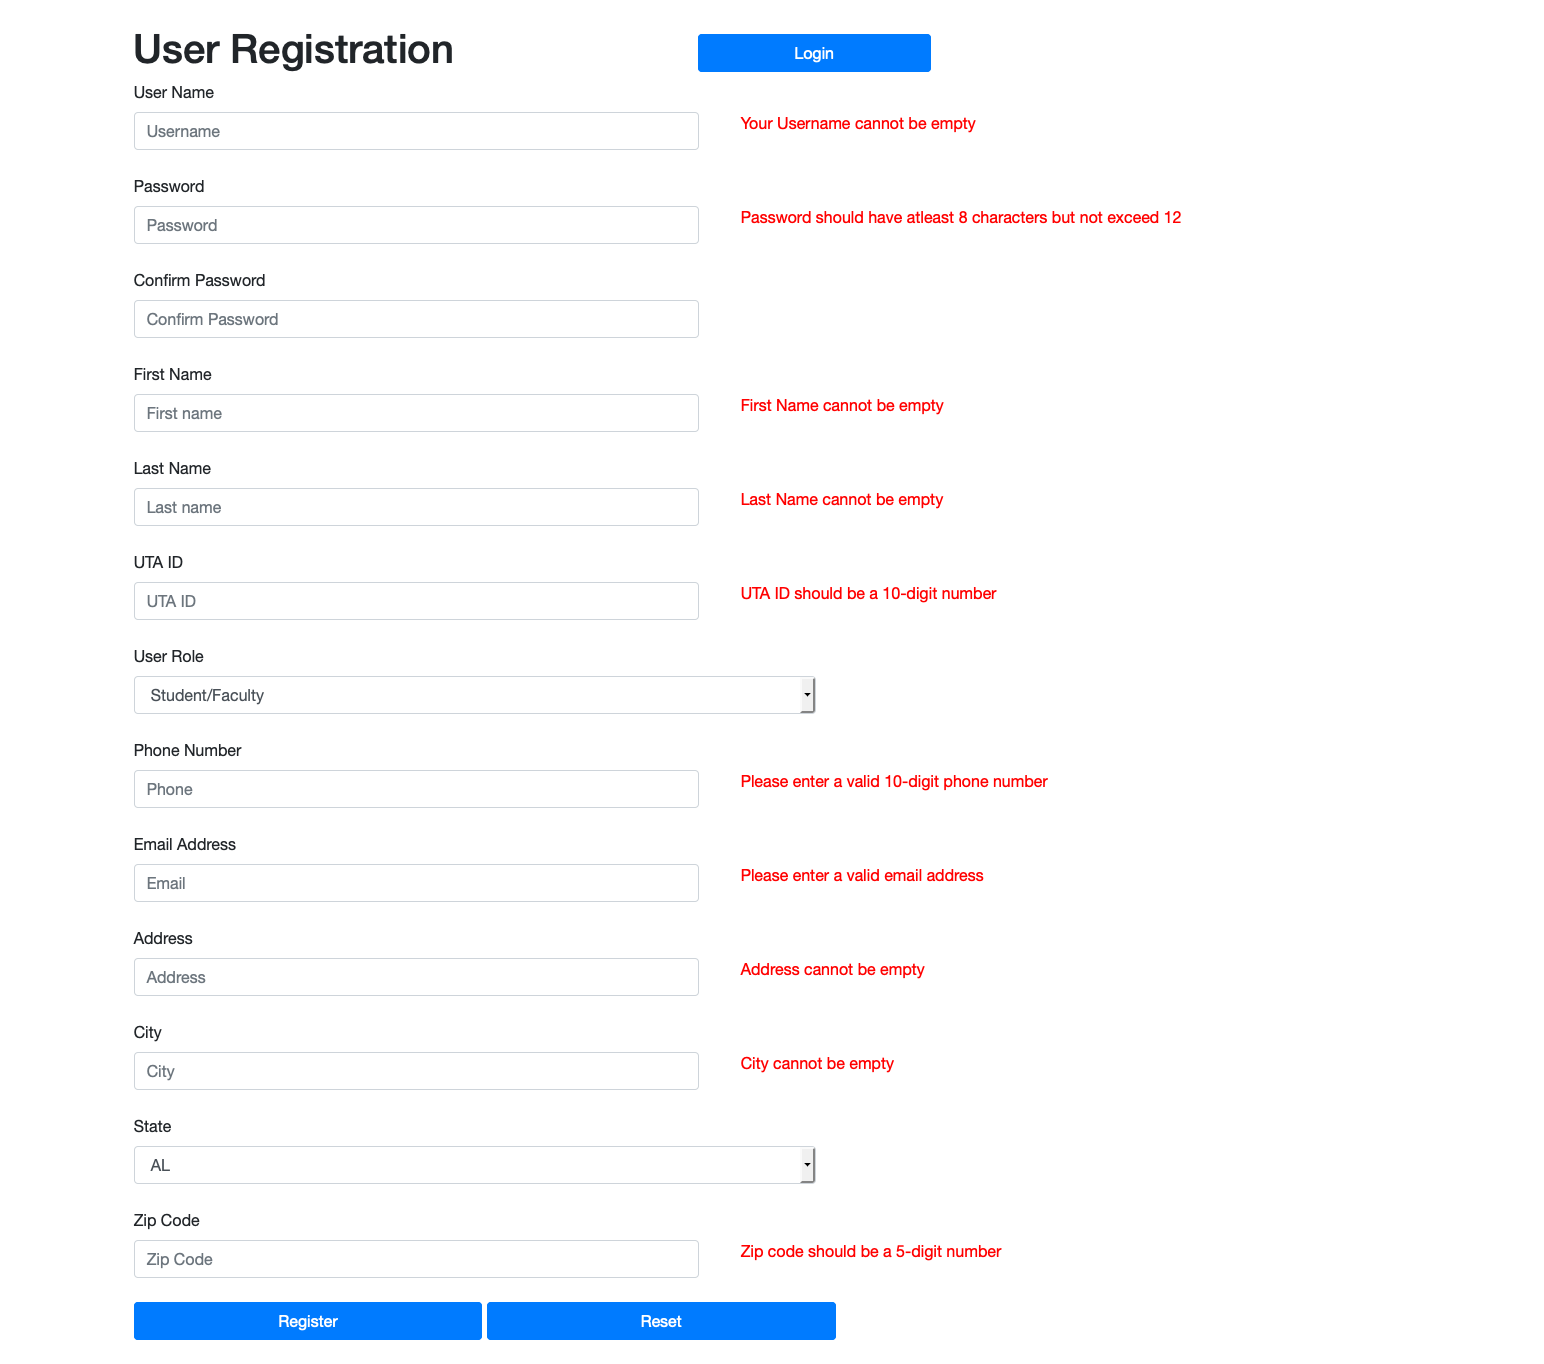 User Registration
Login
User Name
Username
Your Username cannot be empty
Password
Password
Password should have atleast 8 characters but not exceed 12
Confirm Password
Confirm Password
First Name
First name
First Name cannot be empty
Last Name
Last name
Last Name cannot be empty
UTA ID
UTA ID
UTA ID should be a 10-digit number
User Role
Student/Faculty
Phone Number
Phone
Please enter a valid 10-digit phone number
Email Address
Email
Please enter a valid email address
Address
Address
Address cannot be empty
City
City
City cannot be empty
State
AL
Zip Code
Zip Code
Zip code should be a 5-digit number
Register
Reset